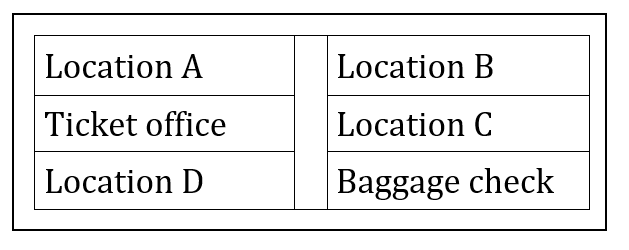 Location A
Location B
Ticket office
Location C
Location D
Baggage check